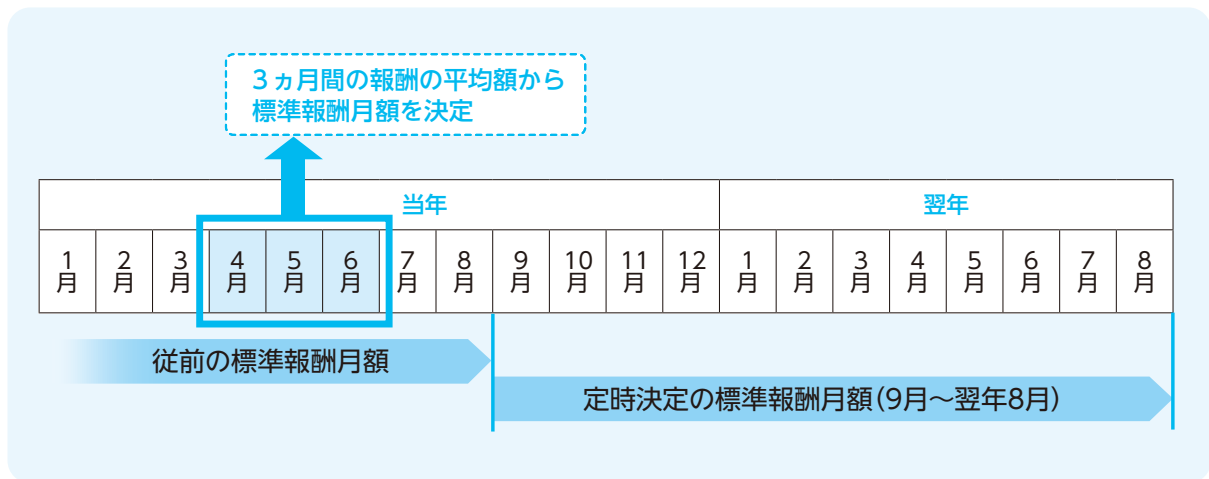 3ヵ月間の報酬の平均額から
標準報酬月額を決定
当年 翌年
1月 2月 3月 4月 5月 6月 7月 8月 9月 10月 11月 12月 1月 2月 3月 4月 5月 6月 7月 8月
従前の標準報酬月額
定時決定の標準報酬月額(9月～翌年8月)